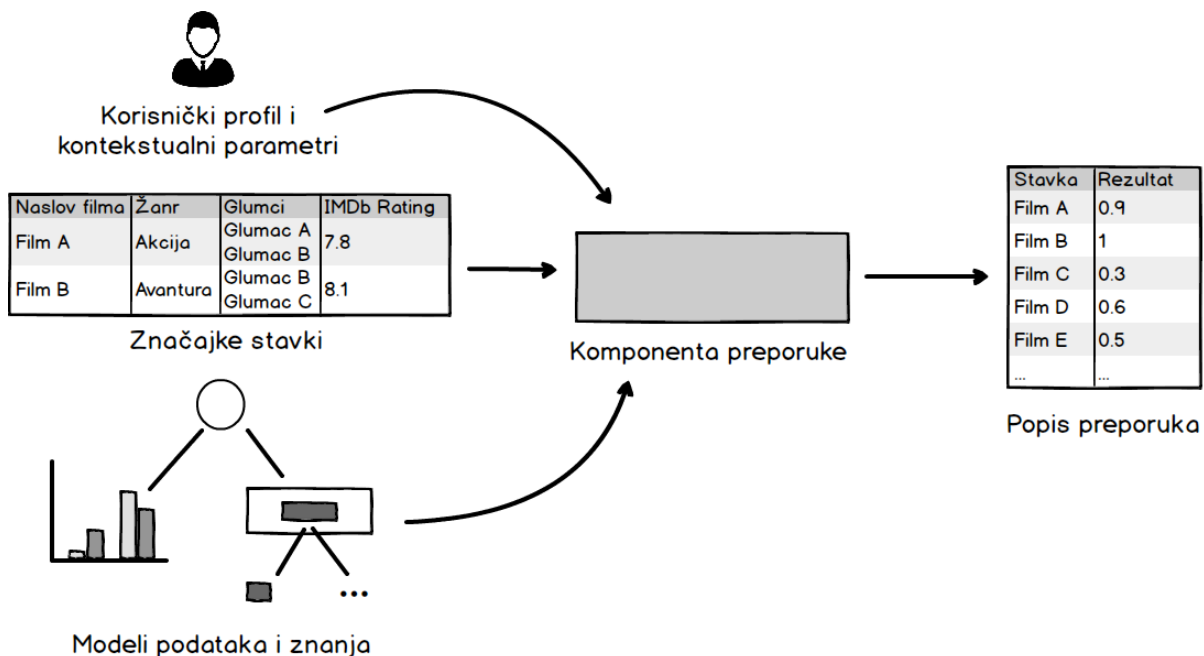 Korisnički profil i
kontekstualni parametri
Naslov filma Žanr Glumci IMDb Rating
Film A Akcija Glumac A 7.8
Glumac B
Film B Avantura Glumac B 8.1
Glumac C
Značajke stavki
Komponenta preporuke
Stavka Rezultat
Film A 0.9
Film B 1
Film C 0.3
Film D 0.6
Film E 0.5
... ...
Popis preporuka
...
Modeli podataka i znanja